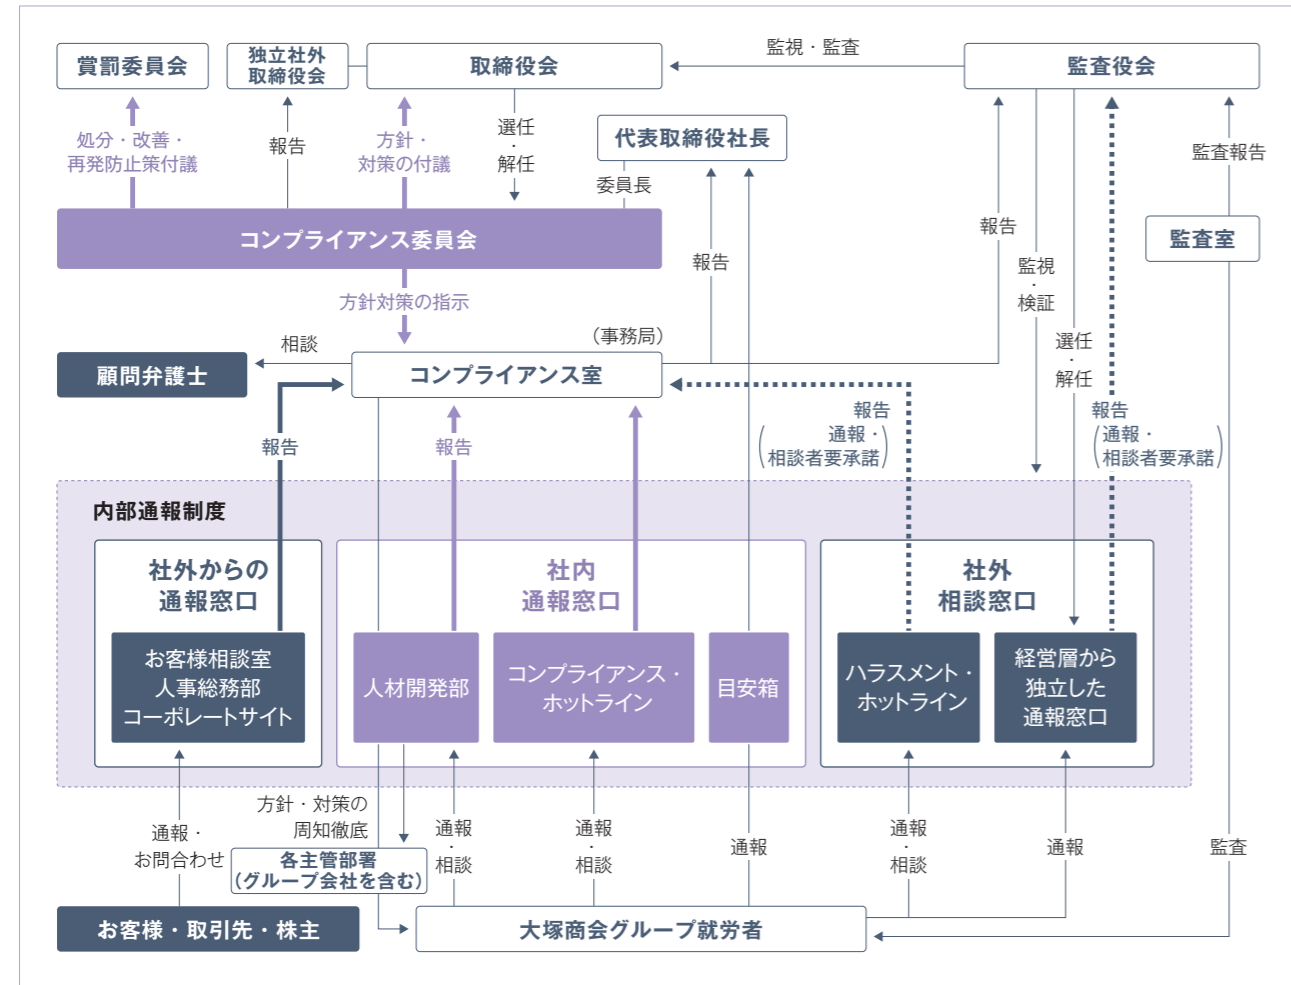 賞罰委員会
独立社外
取締役会
取締役会
監視・監査
監査役会
処分・改善・
再発防止策付議
報告
方針・
対策の付議
選任
・
解任
代表取締役社長
委員長
監査報告
監査室
コンプライアンス委員会
報告
報告
監視
・
検証
方針対策の指示
(事務局)
相談
顧問弁護士
コンプライアンス室
選任
・
解任
報告
報告
報告
(通報・
相談者要承諾)
報告
(通報・
相談者要承諾)
内部通報制度
社外からの
通報窓口
お客様相談室
人事総務部
コーポレートサイト
社内
通報窓口
人材開発部
コンプライアンス・
ホットライン
目安箱
社外
相談窓口
ハラスメント・
ホットライン
経営層から
独立した
通報窓口
通報・
お問合わせ
方針・対策の
周知徹底
各主管部署
(グループ会社を含む)
通報
・
相談
通報
・
相談
通報
通報
・
相談
通報
監査
お客様・取引先・株主
大塚商会グループ就労者